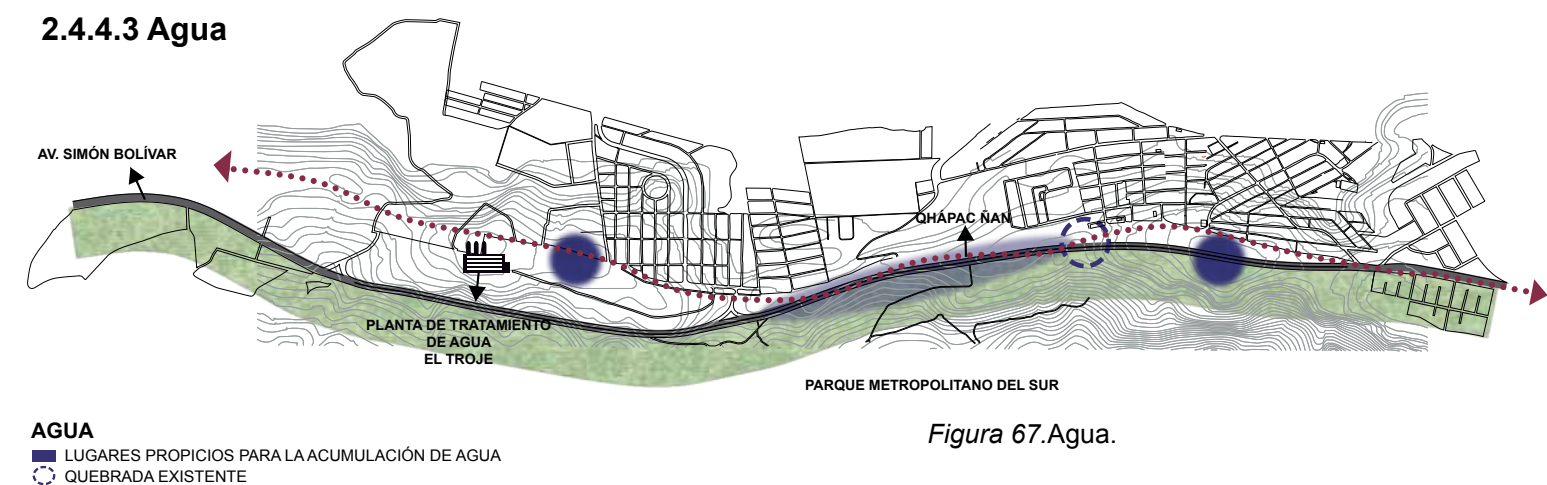 2.4.4.3 Agua
AV. SIMÓN BOLÍVAR
QHAPAC ÑAN
PLANTA DE TRATAMIENTO
DE AGUA
EL TROJE
PARQUE METROPOLITANO DEL SUR
AGUA
LUGARES PROPICIOS PARA LA ACUMULACIÓN DE AGUA
QUEBRADA EXISTENTE
Figura 67.Agua.